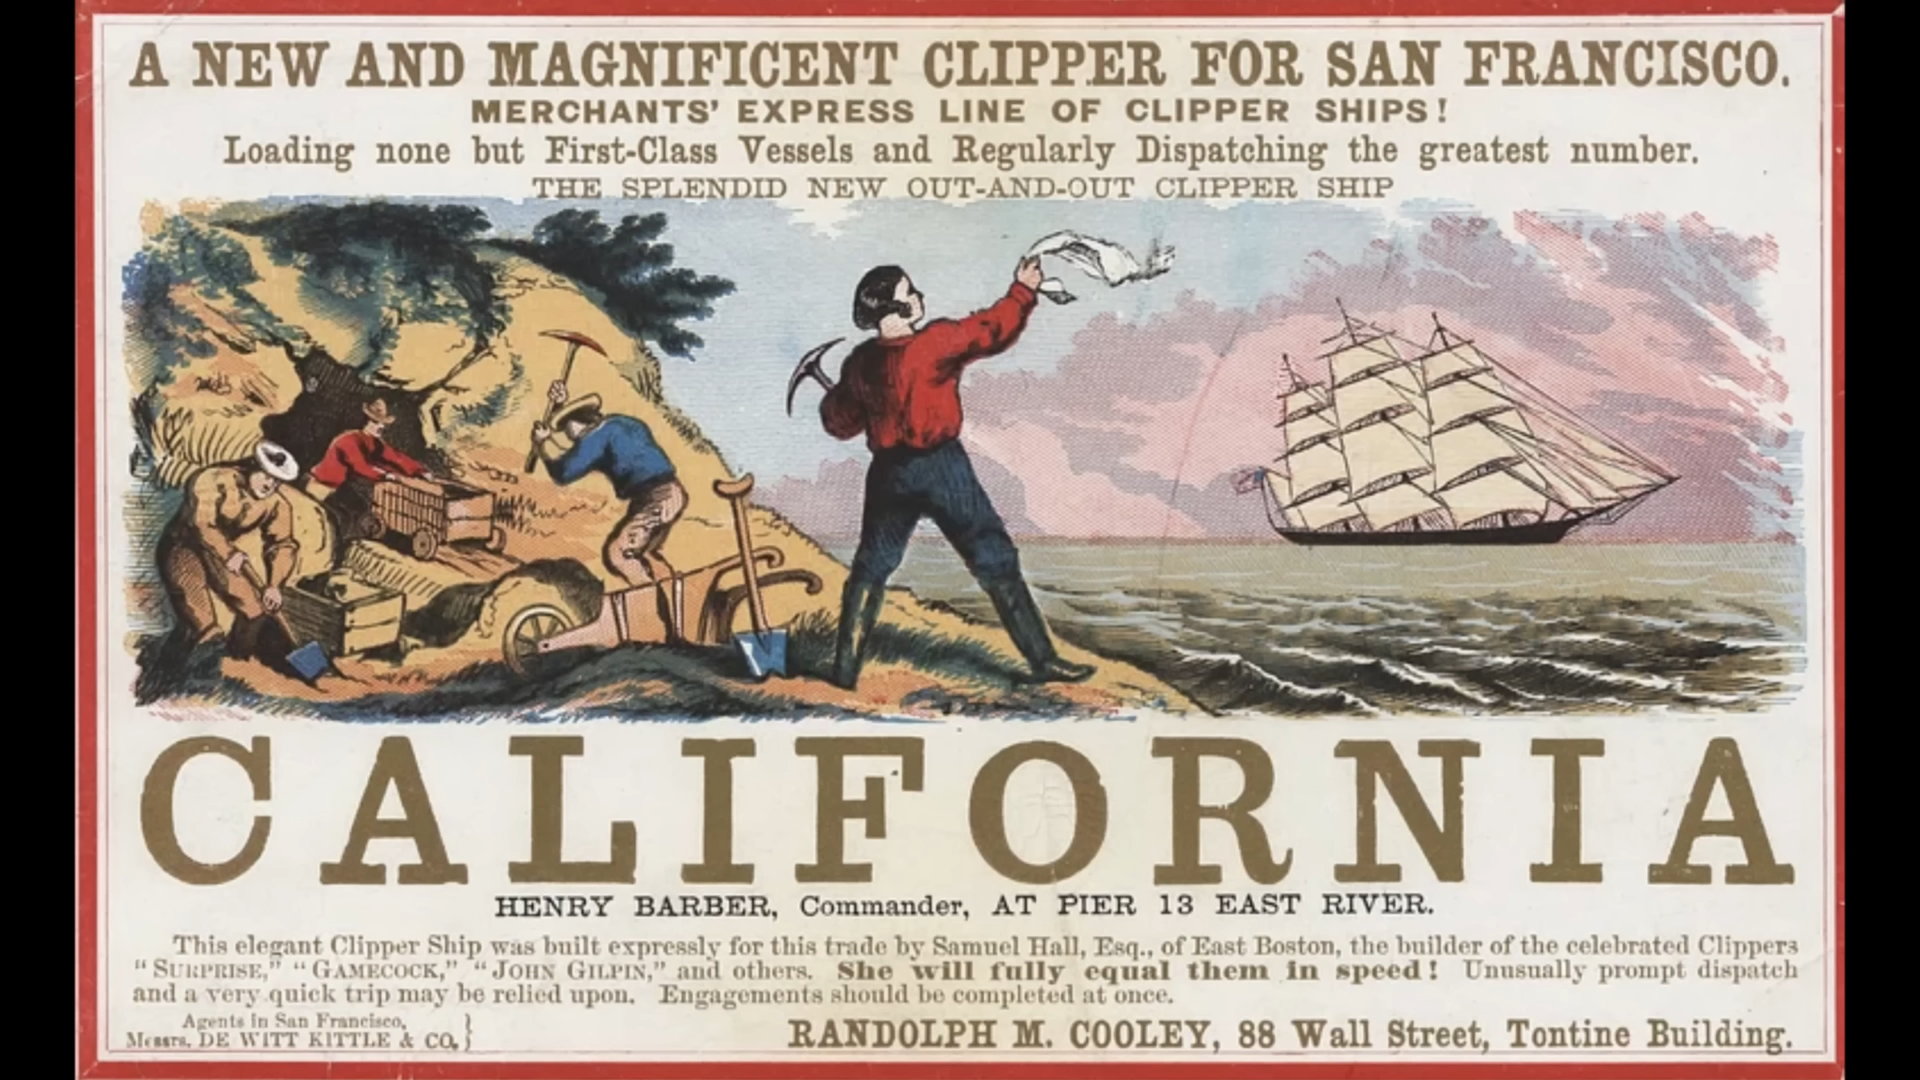 A NEW AND MAGNIFICENT CLIPPER FOR SAN FRANCISCO.
MERCHANTS' EXPRESS LINE OF CLIPPER SHIPS!
Loading none but First-Class Vessels and Regularly Dispatching the greatest number.
THE SPLENDID NEW OUT-AND-OUT CLIPPER SHIP
CALIFORNIA
HENRY BARBER, Commander, AT PIER 13 EAST RIVER.
This elegant Clipper Ship was built expressly for this trade by Samuel Hall, Esq., of East Boston, the builder of the celebrated Clippers
"SURPRISE," "GAMECOCK," "JOHN GILPIN," and others. She will fully equal them in speed! Unusually prompt dispatch
and a very quick trip may be relied upon. Engagements should be completed at once.
Agents in San Francisco,
Messrs. DE WITT KITTLE & CO. }
RANDOLPH M. COOLEY, 88 Wall Street, Tontine Building.